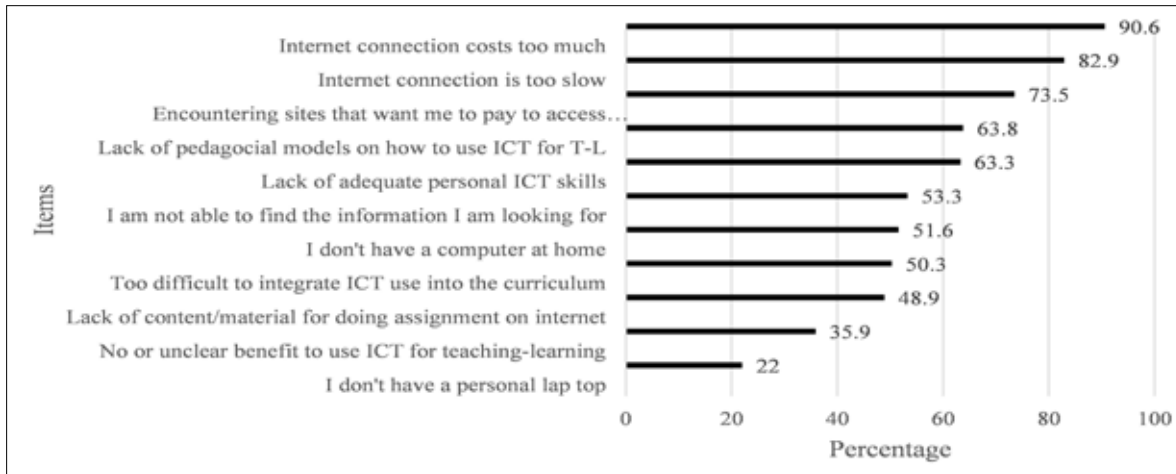 90.6
Internet connection costs too much
82.9
Internet connection is too slow
73.5
Encountering sites that want me to pay to access…
63.8
Lack of pedagocial models on how to use ICT for T-L
63.3
Lack of adequate personal ICT skills
53.3
I am not able to find the information I am looking for
51.6
I don't have a computer at home
50.3
Too difficult to integrate ICT use into the curriculum
48.9
Lack of content/material for doing assignment on internet
35.9
No or unclear benefit to use ICT for teaching-learning
22
I don't have a personal lap top
Items
0 20 40 60 80 100
Percentage